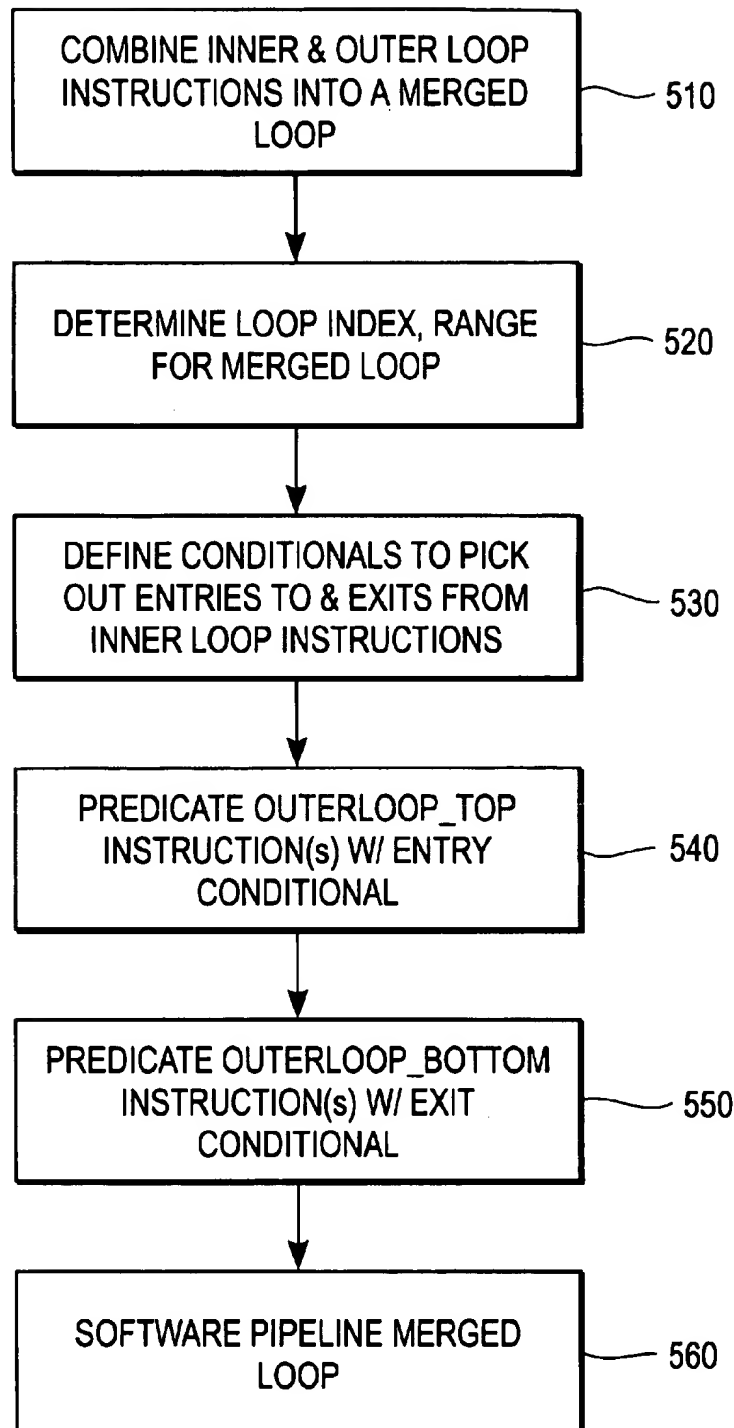 COMBINE INNER & OUTER LOOP
INSTRUCTIONS INTO A MERGED
LOOP
510
DETERMINE LOOP INDEX, RANGE
FOR MERGED LOOP
520
DEFINE CONDITIONALS TO PICK
OUT ENTRIES TO & EXITS FROM
INNER LOOP INSTRUCTIONS
530
PREDICATE OUTERLOOP_TOP
INSTRUCTION(s) W/ ENTRY
CONDITIONAL
540
PREDICATE OUTERLOOP_BOTTOM
INSTRUCTION(s) W/ EXIT
CONDITIONAL
550
SOFTWARE PIPELINE MERGED
LOOP
560